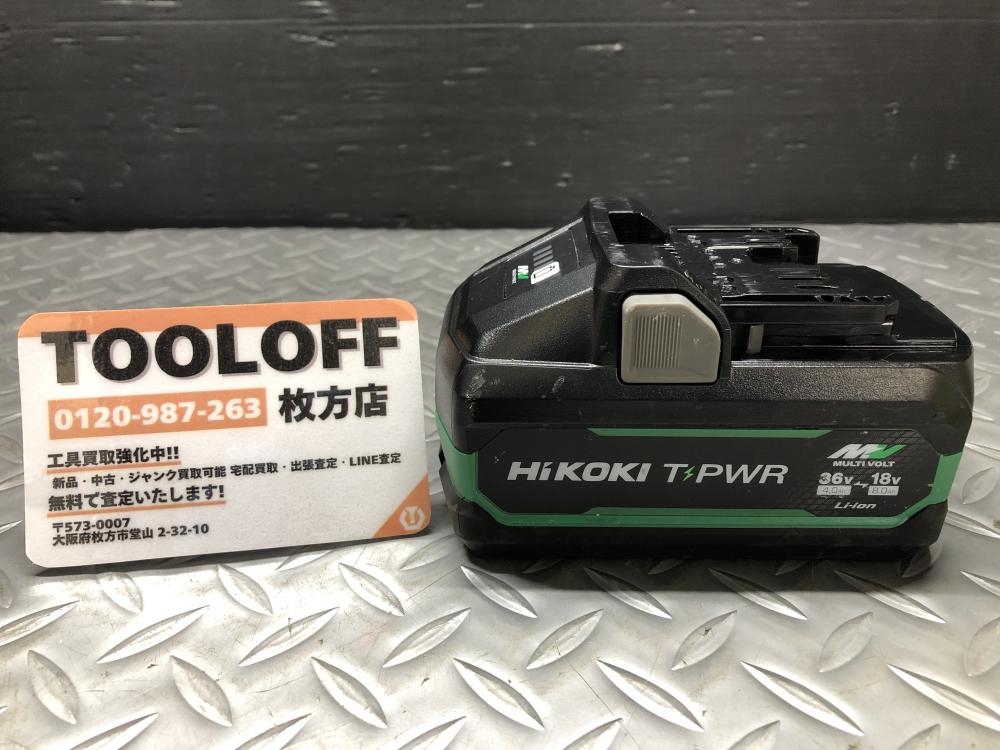 TOOLOFF
0120-987-263 枚方店
工具買取強化中!!
新品・中古・ジャンク買取可能 宅配買取・出張査定・LINE査定
無料で査定いたします!
〒573-0007
大阪府枚方市堂山 2-32-10
HiKOKI T PWR
MV
MULTI VOLT
36V 18V
4.0Ah 8.0Ah
Li-ion